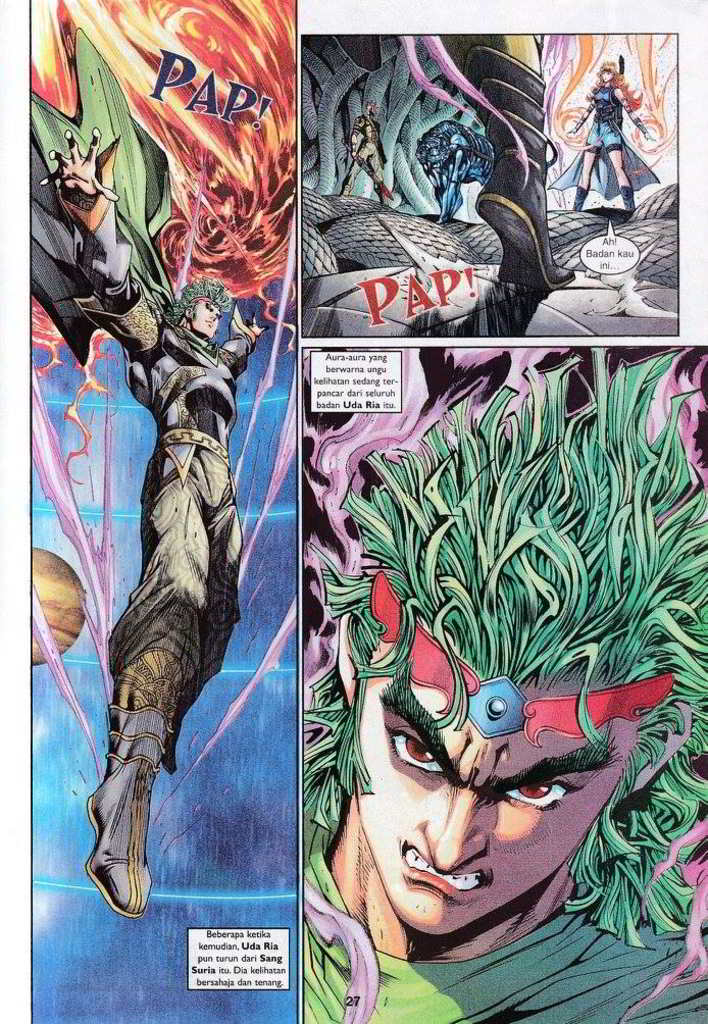 PAP!
Beberapa ketika
kemudian, Uda Ria
pun turun dari Sang
Suria itu. Dia kelihatan
bersahaja dan tenang.
Ah!
Badan kau
ini...
PAP!
Aura-aura yang
berwarna ungu
kelihatan sedang ter-
pancar dari seluruh
badan Uda Ria itu.
27